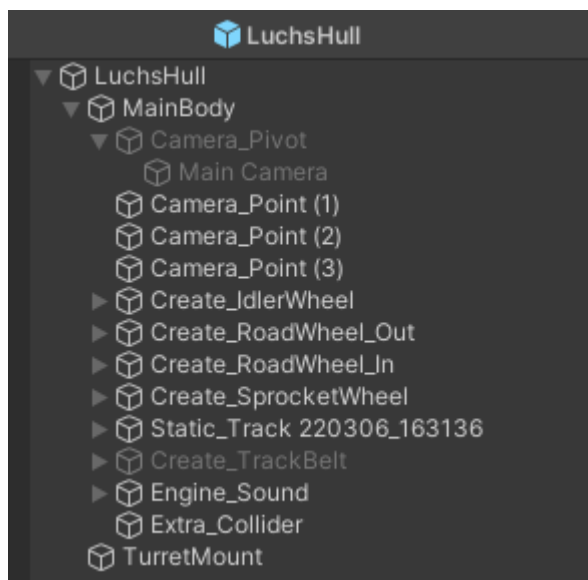 LuchsHull
LuchsHull
MainBody
Camera_Pivot
Main Camera
Camera_Point (1)
Camera_Point (2)
Camera_Point (3)
Create_IdlerWheel
Create_RoadWheel_Out
Create_RoadWheel_In
Create_SprocketWheel
Static_Track 220306_163136
Create_TrackBelt
Engine_Sound
Extra_Collider
TurretMount